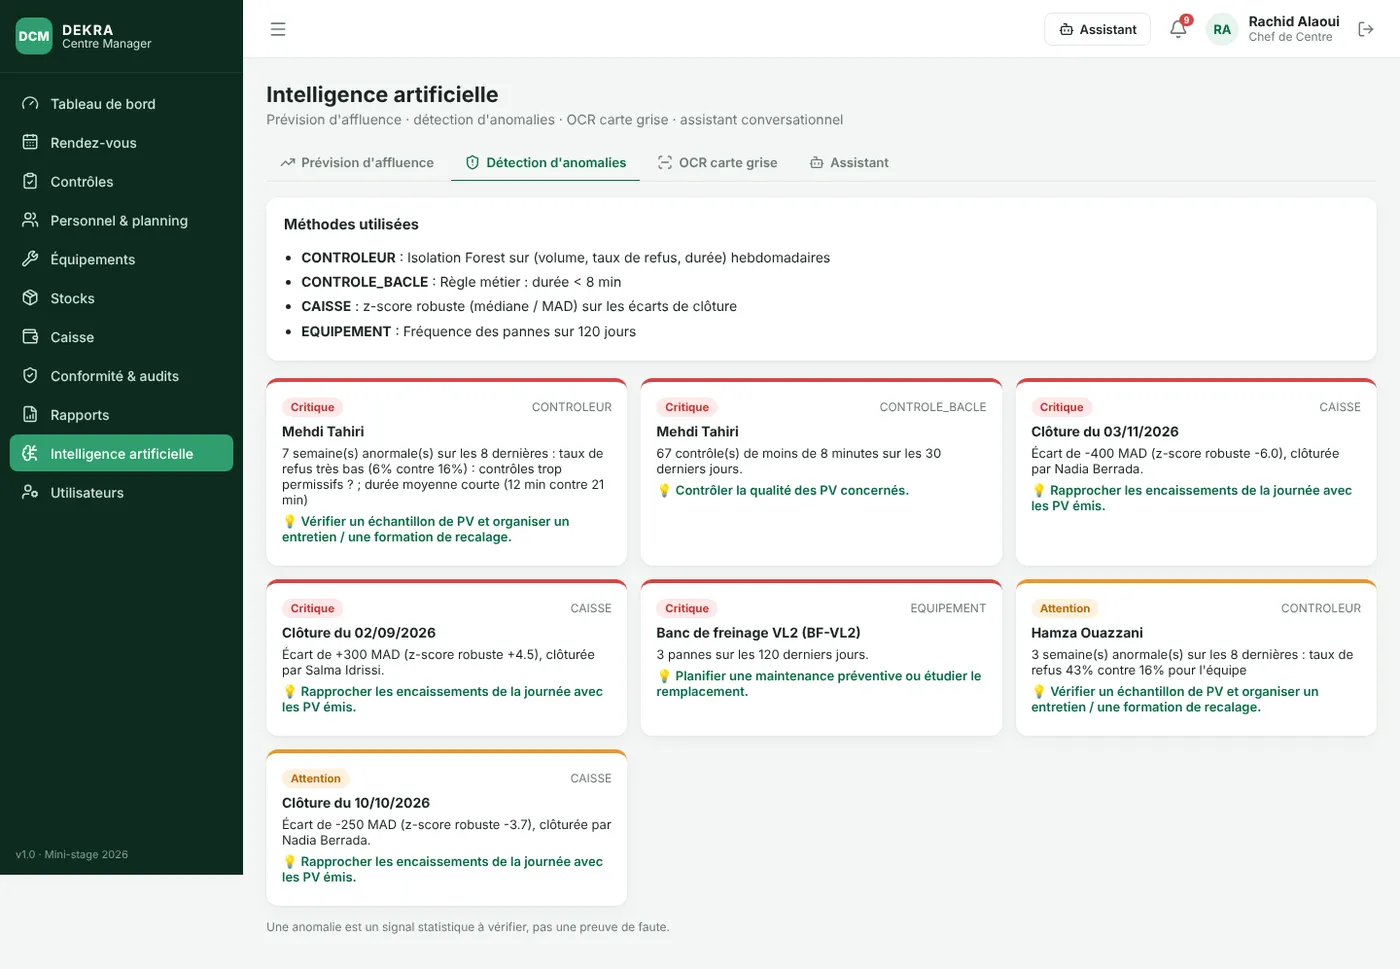 DCM
DEKRA
Centre Manager
Tableau de bord
Rendez-vous
Contrôles
Personnel & planning
Équipements
Stocks
Caisse
Conformité & audits
Rapports
Intelligence artificielle
Utilisateurs
v1.0 · Mini-stage 2026
Assistant
9
RA
Rachid Alaoui
Chef de Centre
Intelligence artificielle
Prévision d'affluence · détection d'anomalies · OCR carte grise · assistant conversationnel
Prévision d'affluence
Détection d'anomalies
OCR carte grise
Assistant
Méthodes utilisées
• CONTROLEUR : Isolation Forest sur (volume, taux de refus, durée) hebdomadaires
• CONTROLE_BACLE : Règle métier : durée < 8 min
• CAISSE : z-score robuste (médiane / MAD) sur les écarts de clôture
• EQUIPEMENT : Fréquence des pannes sur 120 jours
Critique
CONTROLEUR
Mehdi Tahiri
7 semaine(s) anormale(s) sur les 8 dernières : taux de
refus très bas (6% contre 16%) : contrôles trop
permissifs ? ; durée moyenne courte (12 min contre 21
min)
💡 Vérifier un échantillon de PV et organiser un
entretien / une formation de recalage.
Critique
CONTROLE_BACLE
Mehdi Tahiri
67 contrôle(s) de moins de 8 minutes sur les 30
derniers jours.
💡 Contrôler la qualité des PV concernés.
Critique
CAISSE
Clôture du 03/11/2026
Écart de -400 MAD (z-score robuste -6.0), clôturée
par Nadia Berrada.
💡 Rapprocher les encaissements de la journée avec
les PV émis.
Critique
CAISSE
Clôture du 02/09/2026
Écart de +300 MAD (z-score robuste +4.5), clôturée
par Salma Idrissi.
💡 Rapprocher les encaissements de la journée avec
les PV émis.
Critique
EQUIPEMENT
Banc de freinage VL2 (BF-VL2)
3 pannes sur les 120 derniers jours.
💡 Planifier une maintenance préventive ou étudier le
remplacement.
Attention
CONTROLEUR
Hamza Ouazzani
3 semaine(s) anormale(s) sur les 8 dernières : taux de
refus 43% contre 16% pour l'équipe
💡 Vérifier un échantillon de PV et organiser un
entretien / une formation de recalage.
Attention
CAISSE
Clôture du 10/10/2026
Écart de -250 MAD (z-score robuste -3.7), clôturée par
Nadia Berrada.
💡 Rapprocher les encaissements de la journée avec
les PV émis.
Une anomalie est un signal statistique à vérifier, pas une preuve de faute.